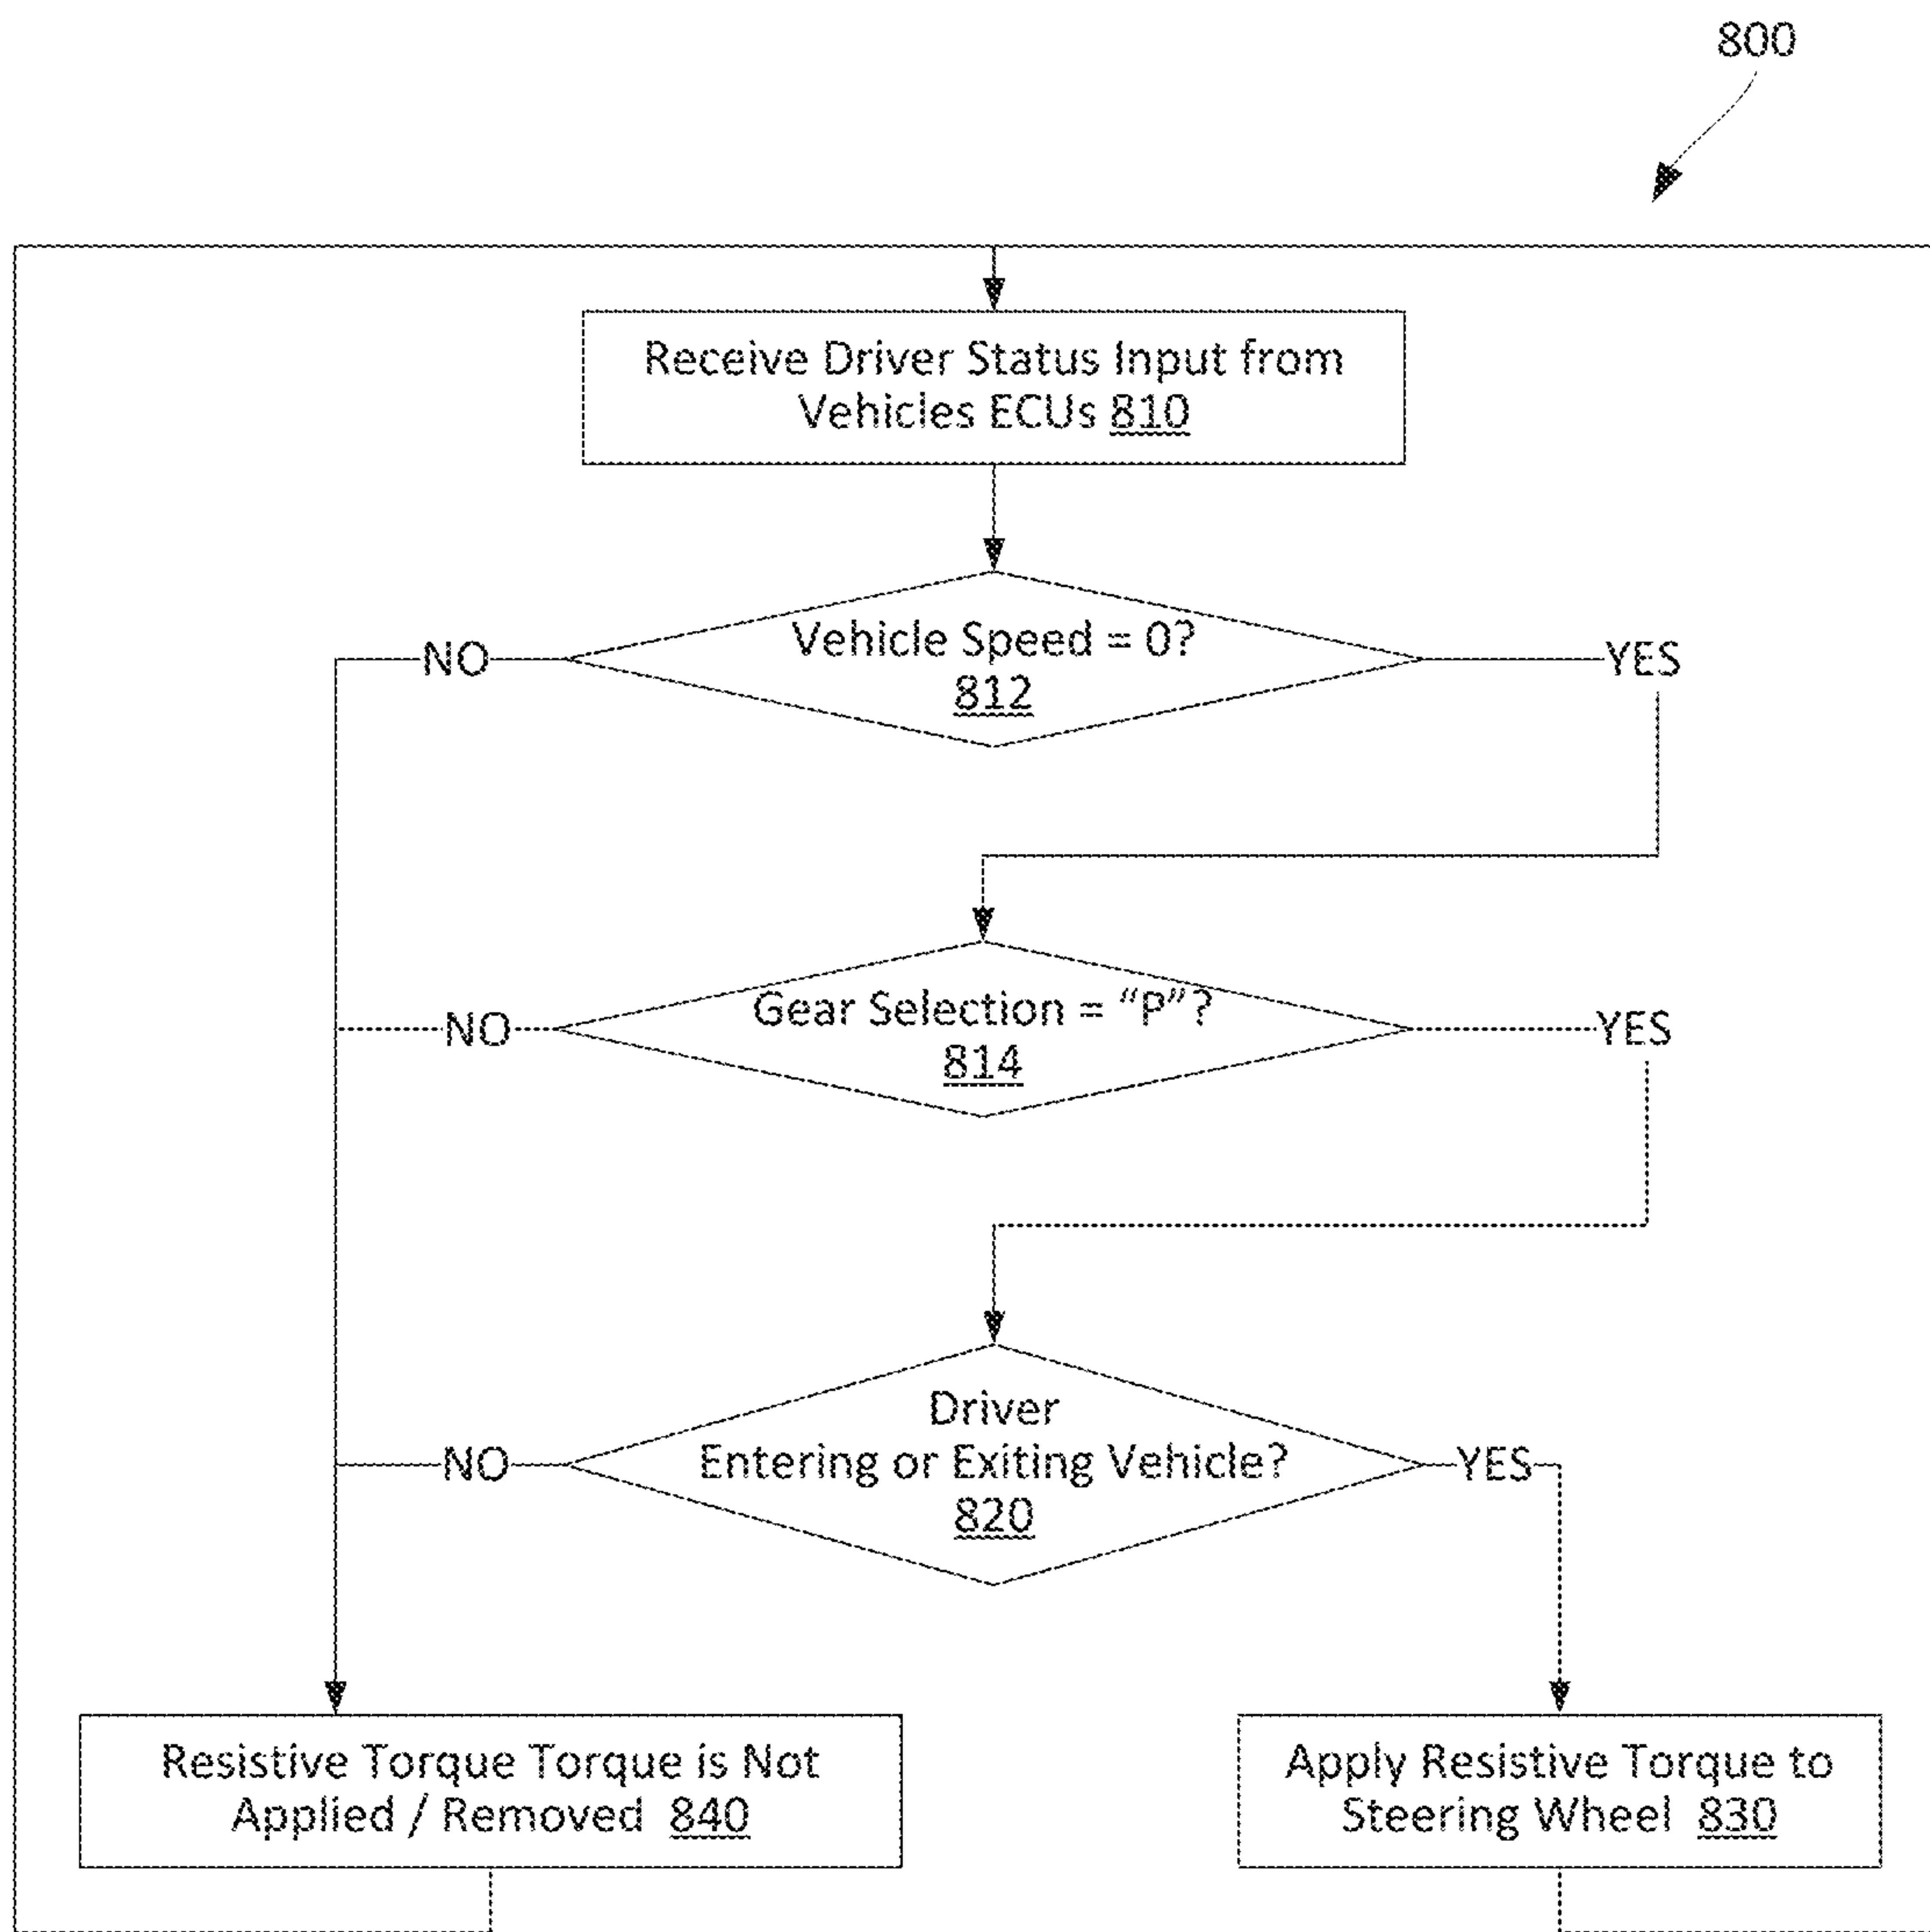 800
Receive Driver Status Input from
Vehicles ECUs 810
Vehicle Speed = 0?
812
NO
YES
Gear Selection = “P”?
814
NO
YES
Driver
Entering or Exiting Vehicle?
820
NO
YES
Resistive Torque Torque is Not
Applied / Removed 840
Apply Resistive Torque to
Steering Wheel 830